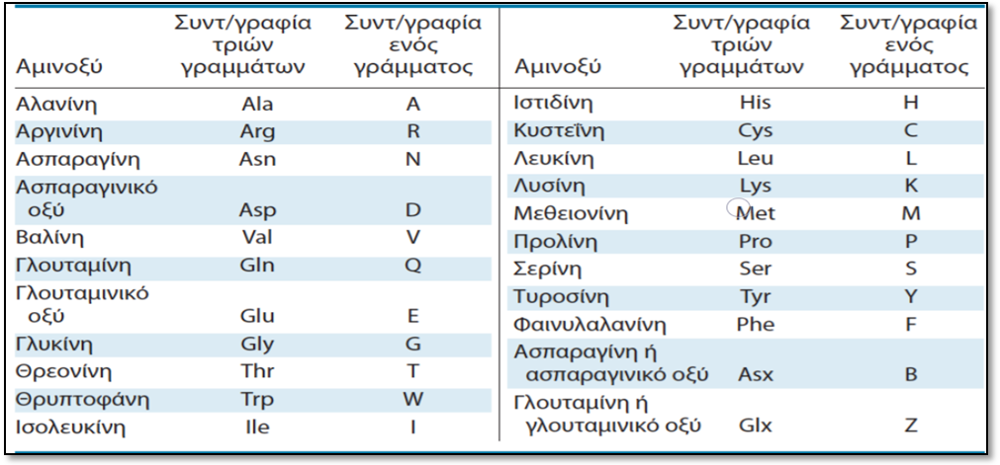 Αμινοξύ Συντ/γραφία τριών γραμμάτων Συντ/γραφία ενός γράμματος
Αλανίνη Ala A
Αργινίνη Arg R
Ασπαραγίνη Asn N
Ασπαραγινικό
οξύ Asp D
Βαλίνη Val V
Γλουταμίνη Gln Q
Γλουταμινικό
οξύ Glu E
Γλυκίνη Gly G
Θρεονίνη Thr T
Θρυπτοφάνη Trp W
Ισολευκίνη Ile I
Αμινοξύ Συντ/γραφία τριών γραμμάτων Συντ/γραφία ενός γράμματος
Ιστιδίνη His H
Κυστεΐνη Cys C
Λευκίνη Leu L
Λυσίνη Lys K
Μεθειονίνη Met M
Προλίνη Pro P
Σερίνη Ser S
Τυροσίνη Tyr Y
Φαινυλαλανίνη Phe F
Ασπαραγίνη ή
ασπαραγινικό οξύ Asx B
Γλουταμίνη ή
γλουταμινικό οξύ Glx Z